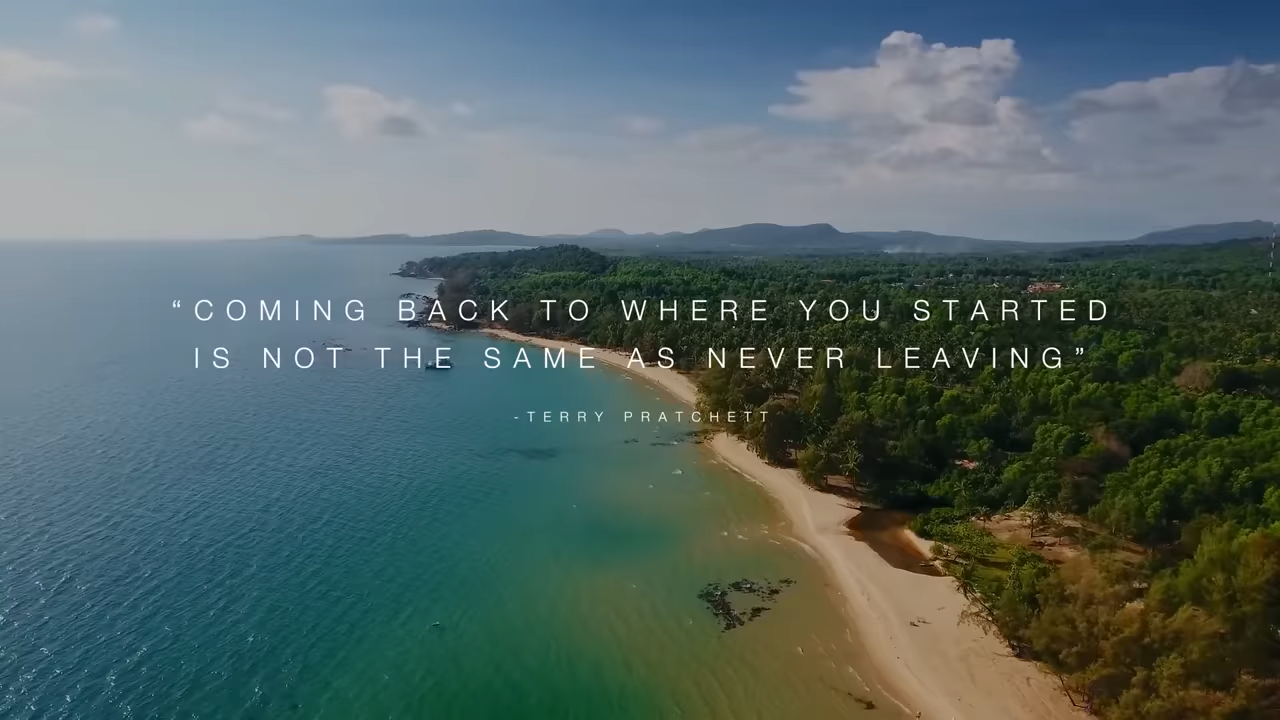 “COMING BACK TO WHERE YOU STARTED
IS NOT THE SAME AS NEVER LEAVING”
-TERRY PRATCHETT